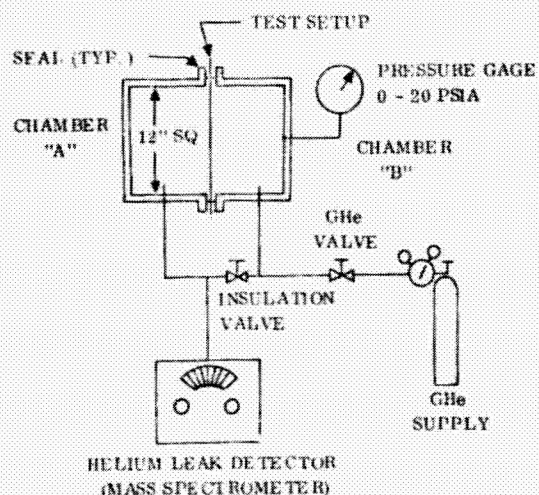 TEST SETUP
SEAL (TYP.)
PRESSURE GAGE
0 - 20 PSIA
CHAMBER
"A"
12" SQ
CHAMBER
"B"
GHe
VALVE
INSULATION
VALVE
GHe
SUPPLY
HELIUM LEAK DETECTOR
(MASS SPECTROMETER)